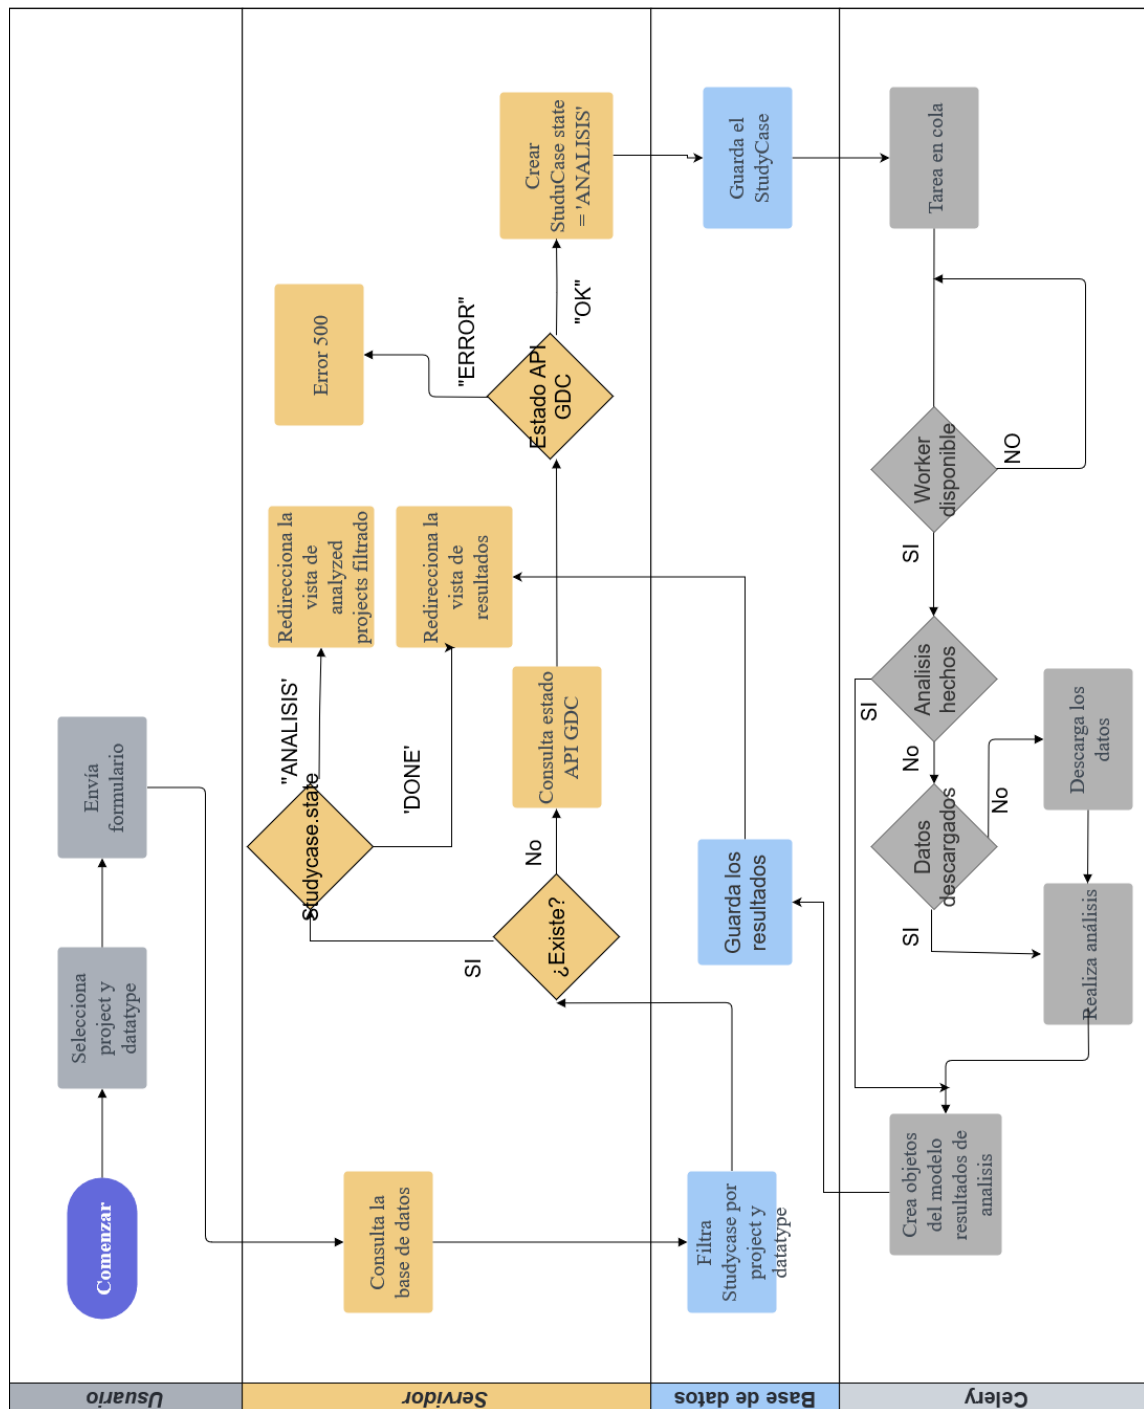 Usuario
Comenzar
Selecciona
project y
datatype
Envía
formulario
Servidor
Consulta la
base de datos
¿Existe?
SI
No
Studycase.state
"ANALISIS'
'DONE'
Redirecciona la
vista de
analyzed
projects filtrado
Redirecciona la
vista de
resultados
Consulta estado
API GDC
Estado API
GDC
"ERROR"
"OK"
Error 500
Crear
StuduCase state
= 'ANALISIS'
Base de datos
Filtra
Studycase por
project y
datatype
Guarda los
resultados
Guarda el
StudyCase
Celery
Tarea en cola
Worker
disponible
NO
SI
Analisis
hechos
SI
No
Datos
descargados
No
SI
Descarga los
datos
Realiza análisis
Crea objetos
del modelo
resultados de
analisis